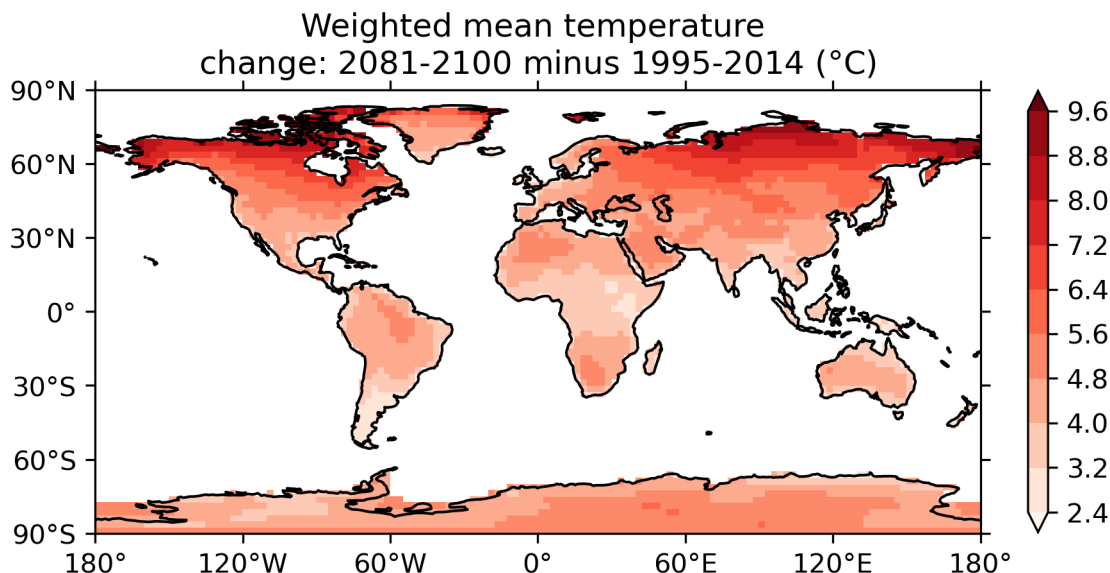 Weighted mean temperature
change: 2081-2100 minus 1995-2014 (°C)
90°N
60°N
30°N
0°
30°S
60°S
90°S
180°
120°W
60°W
0°
60°E
120°E
180°
9.6
8.8
8.0
7.2
6.4
5.6
4.8
4.0
3.2
2.4